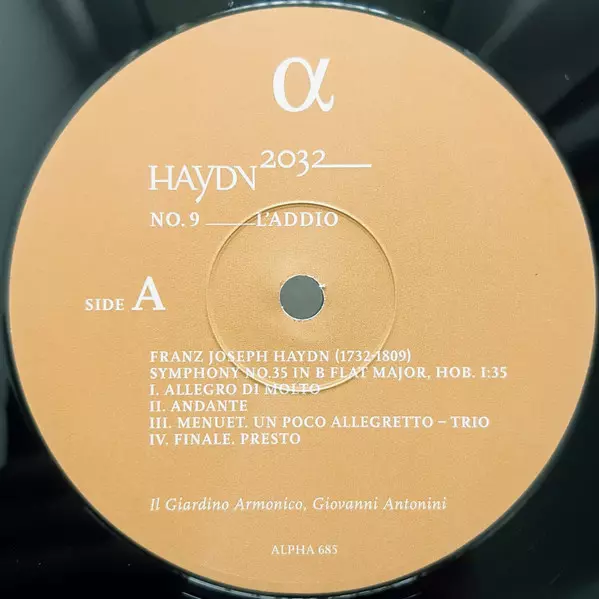 α
HAYDN 2032
NO. 9 L'ADDIO
SIDE A
FRANZ JOSEPH HAYDN (1732-1809)
SYMPHONY NO.35 IN B FLAT MAJOR, HOB. I:35
I. ALLEGRO DI MOLTO
II. ANDANTE
III. MENUET. UN POCO ALLEGRETTO – TRIO
IV. FINALE. PRESTO
Il Giardino Armonico, Giovanni Antonini
ALPHA 685